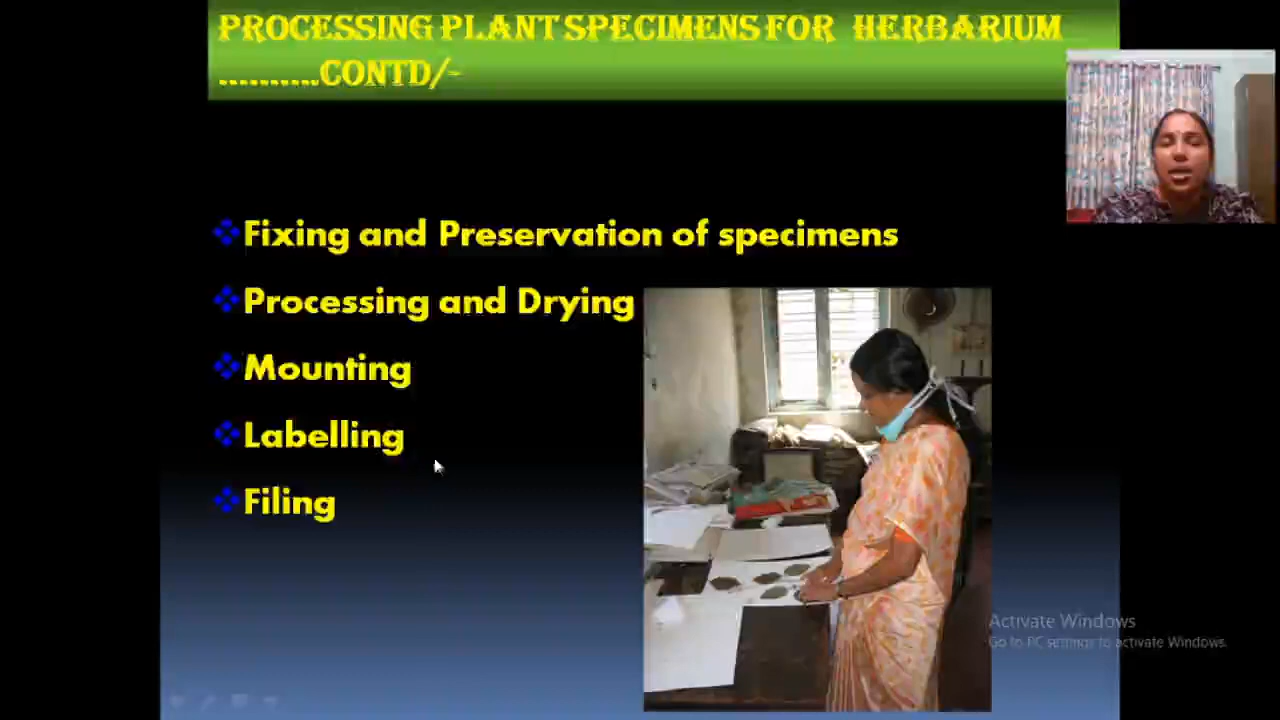 PROCESSING PLANT SPECIMENS FOR HERBARIUM
..........CONTD/-
Fixing and Preservation of specimens
Processing and Drying
Mounting
Labelling
Filing
Activate Windows
Go to PC settings to activate Windows.